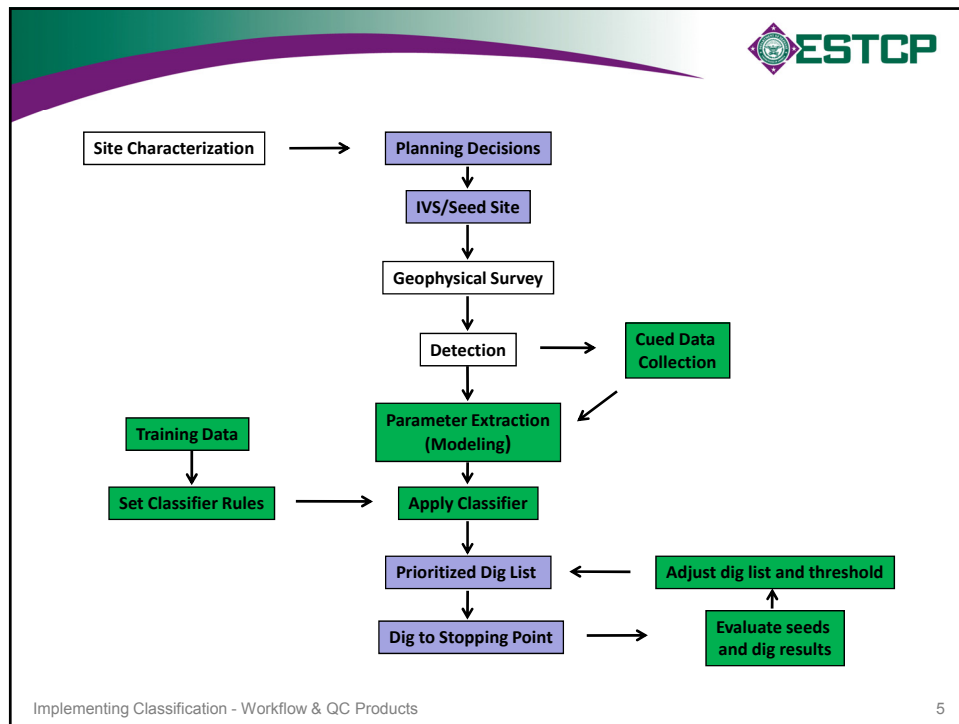 ESTCP
Site Characterization
Planning Decisions
IVS/Seed Site
Geophysical Survey
Detection
Cued Data
Collection
Parameter Extraction
(Modeling)
Training Data
Set Classifier Rules
Apply Classifier
Prioritized Dig List
Adjust dig list and threshold
Dig to Stopping Point
Evaluate seeds
and dig results
Implementing Classification - Workflow & QC Products
5